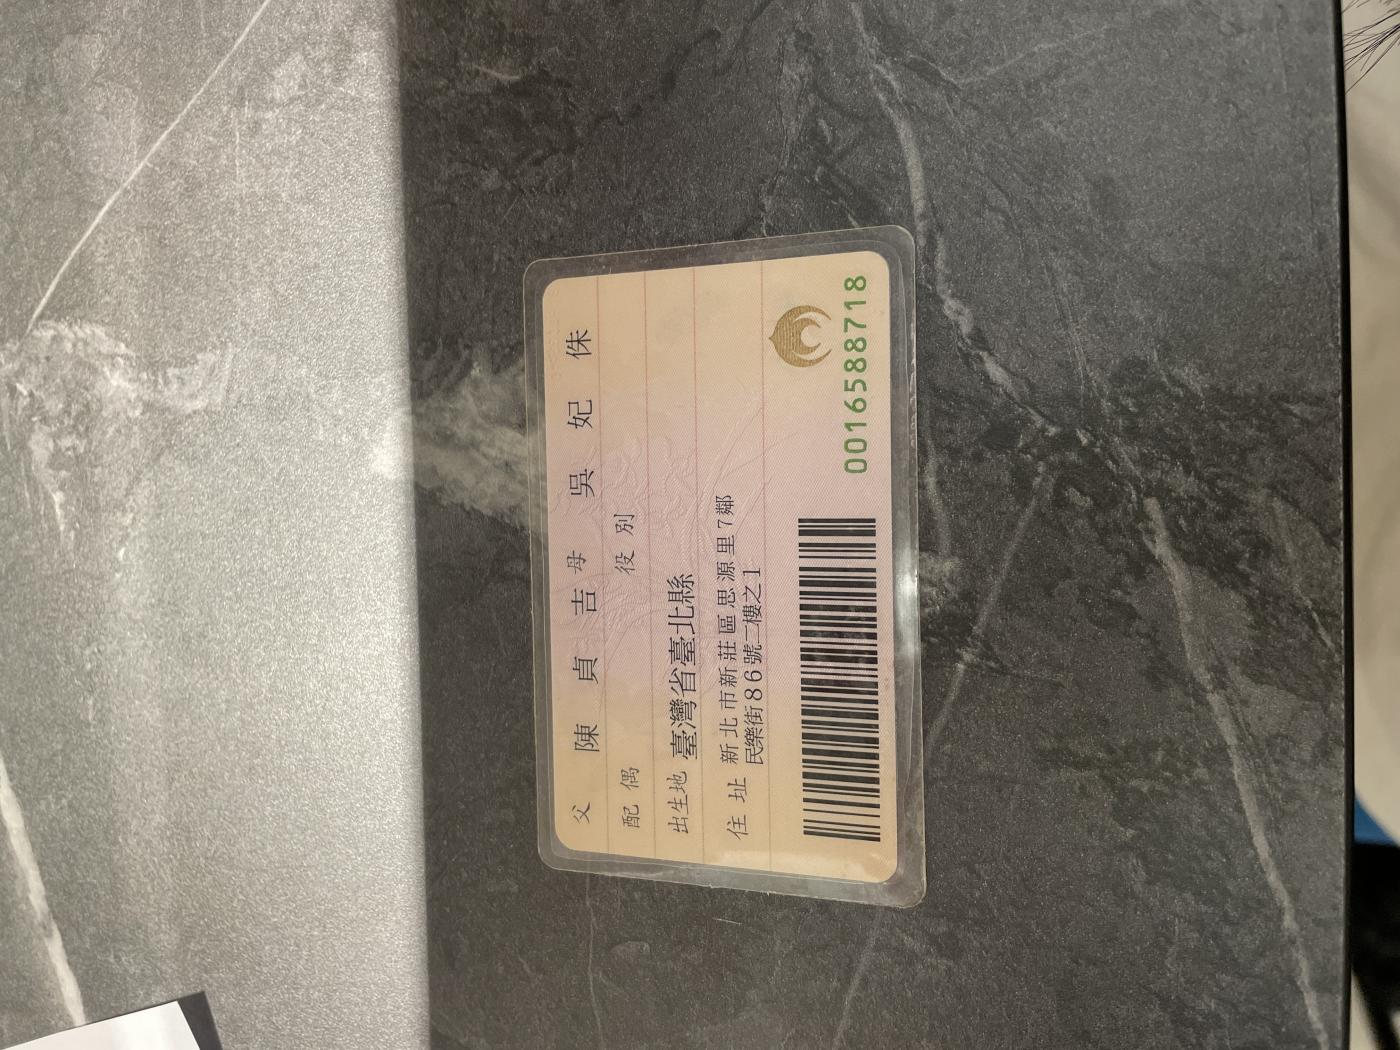 父 陳貞吉 母 吳妃侏
配偶 役別
出生地 臺灣省臺北縣
住址 新北市新莊區思源里7鄰
民樂街86號二樓之1
0016588718